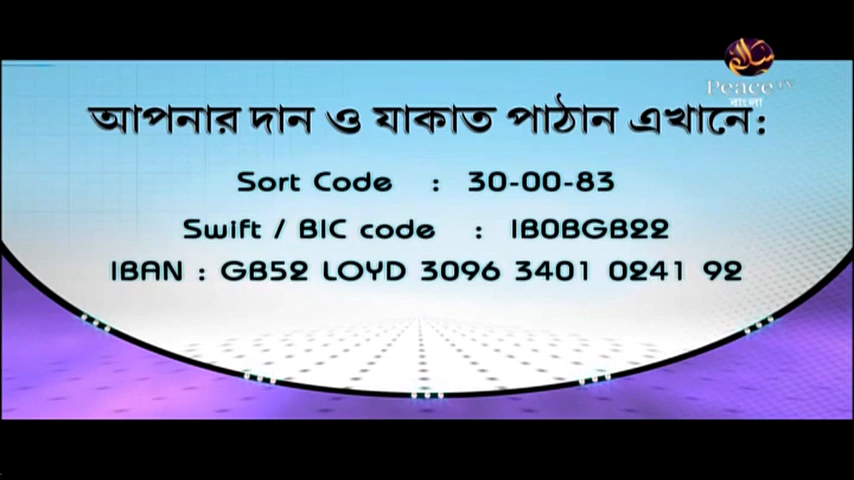 Peace TV
বাংলা
আপনার দান ও যাকাত পাঠান এখানে:
Sort Code : 30-00-83
Swift / BIC code : IBOBGB22
IBAN : GB52 LOYD 3096 3401 0241 92